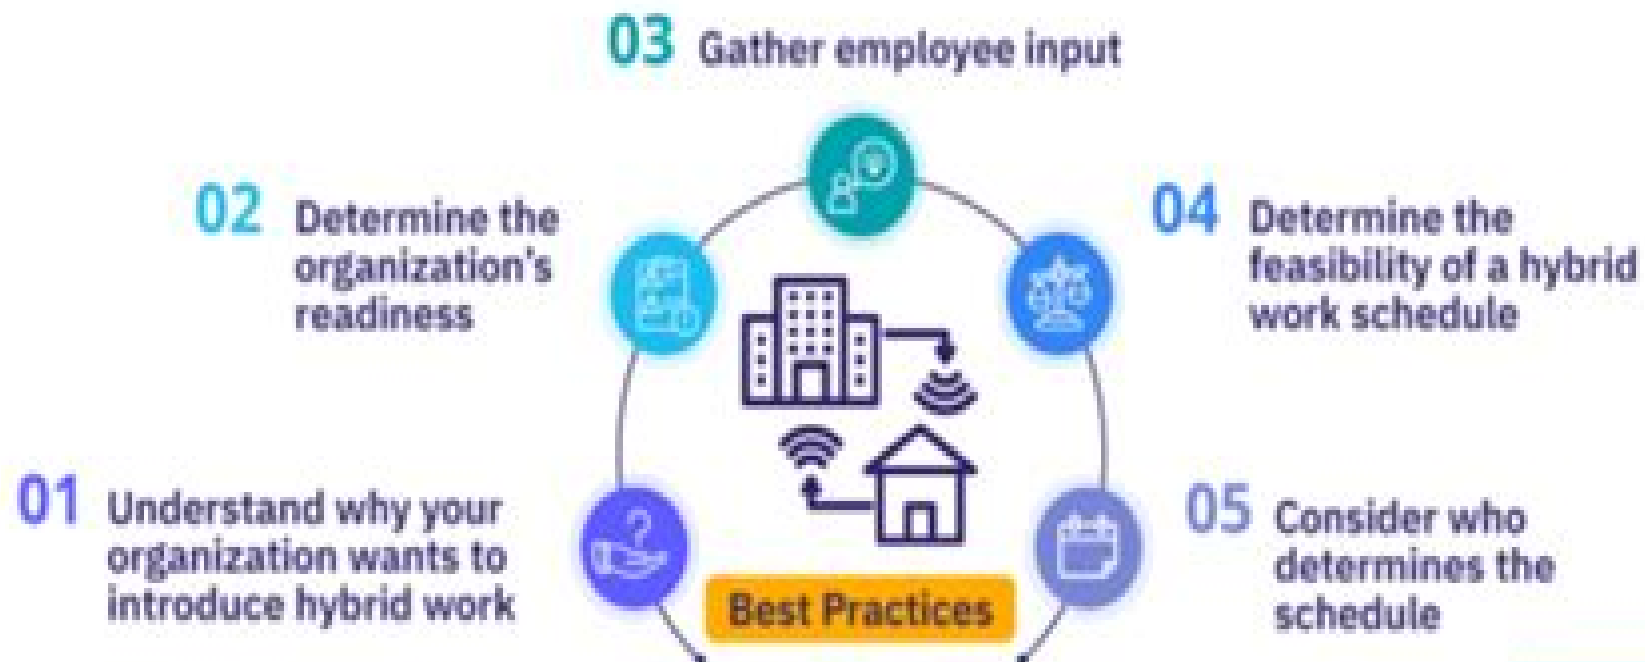 03 Gather employee input
02 Determine the
organization's
readiness
04 Determine the
feasibility of a hybrid
work schedule
01 Understand why your
organization wants to
introduce hybrid work
05 Consider who
determines the
schedule
Best Practices